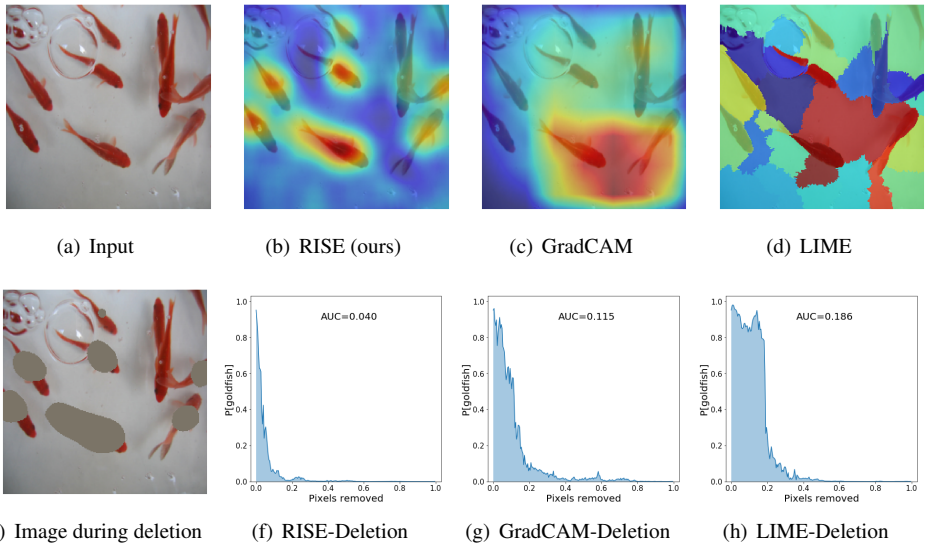 (a) Input
(b) RISE (ours)
(c) GradCAM
(d) LIME
1.0
0.8
0.6
0.4
0.2
0.0
P[goldfish]
AUC=0.040
0.0 0.2 0.4 0.6 0.8 1.0
Pixels removed
1.0
0.8
0.6
0.4
0.2
0.0
P[goldfish]
AUC=0.115
0.0 0.2 0.4 0.6 0.8 1.0
Pixels removed
1.0
0.8
0.6
0.4
0.2
0.0
P[goldfish]
AUC=0.186
0.0 0.2 0.4 0.6 0.8 1.0
Pixels removed
) Image during deletion
(f) RISE-Deletion
(g) GradCAM-Deletion
(h) LIME-Deletion